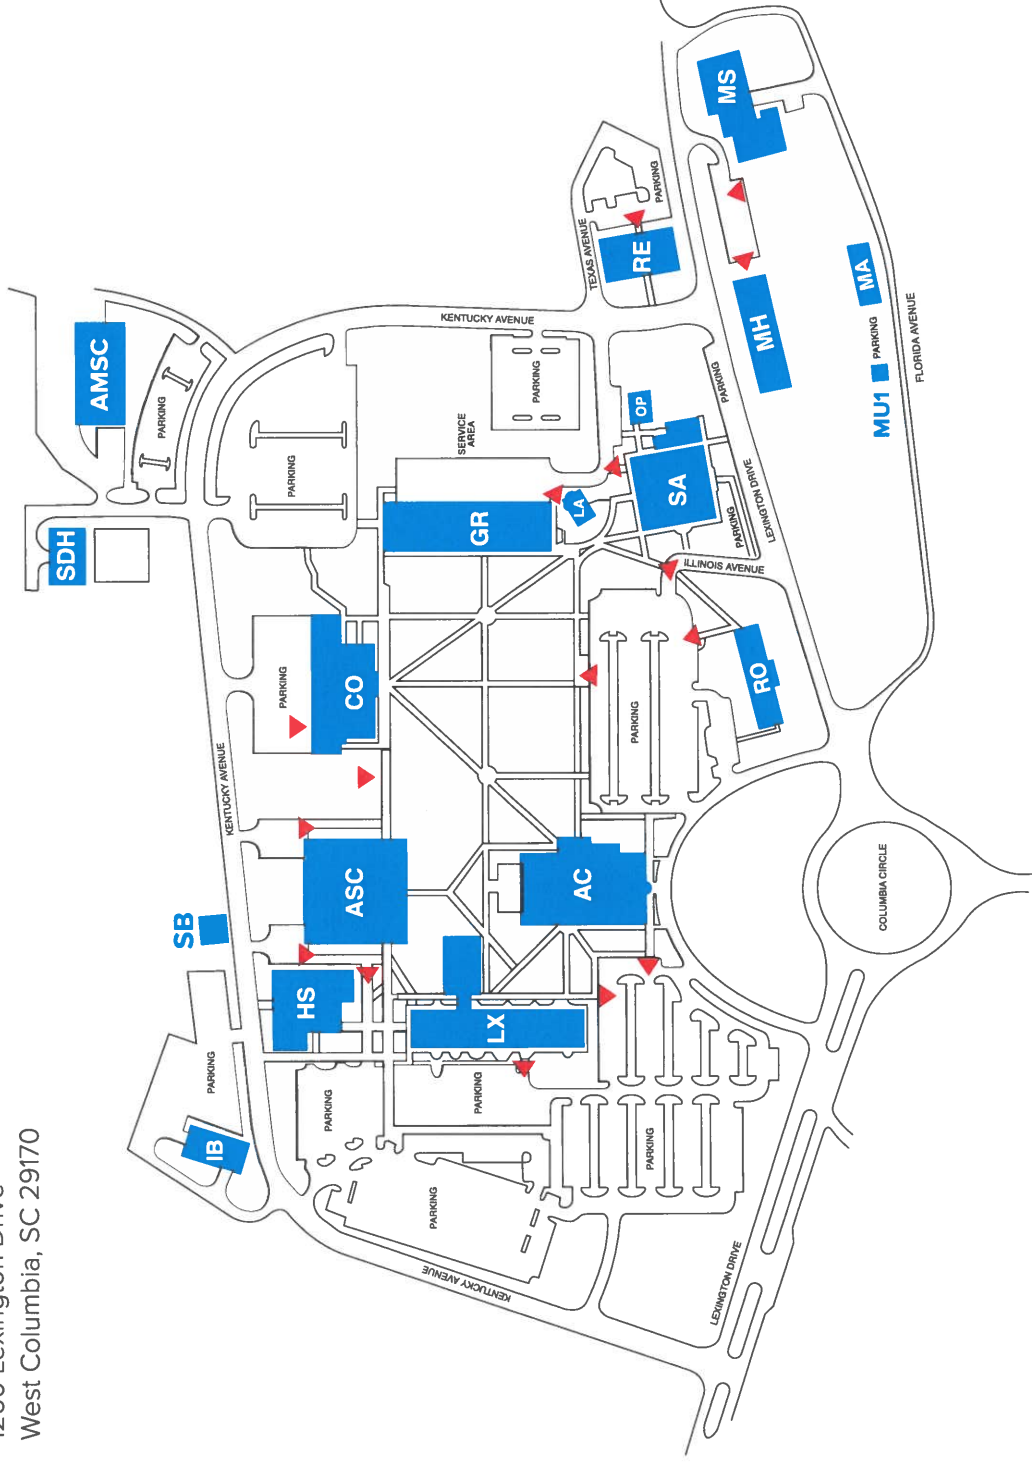 Lexington Drive
West Columbia, SC 29170
MS
PARKING
TEXAS AVENUE
RE
MA
MH
PARKING
MU1
FLORIDA AVENUE
KENTUCKY AVENUE
AMSC
PARKING
PARKING
SERVICE
AREA
PARKING
OP
PARKING
SA
LA
GR
PARKING
LEXINGTON DRIVE
ILLINOIS AVENUE
SDH
PARKING
CO
RO
PARKING
KENTUCKY AVENUE
ASC
AC
COLUMBIA CIRCLE
SB
HS
LX
PARKING
PARKING
PARKING
IB
PARKING
PARKING
KENTUCKY AVENUE
LEXINGTON DRIVE